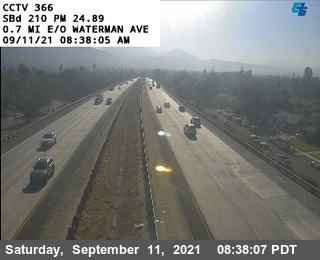 CCTV 366
SBd 210 PM 24.89
0.7 MI E/O WATERMAN AVE
09/11/21 08:38:05 AM
Saturday, September 11, 2021 08:38:07 PDT